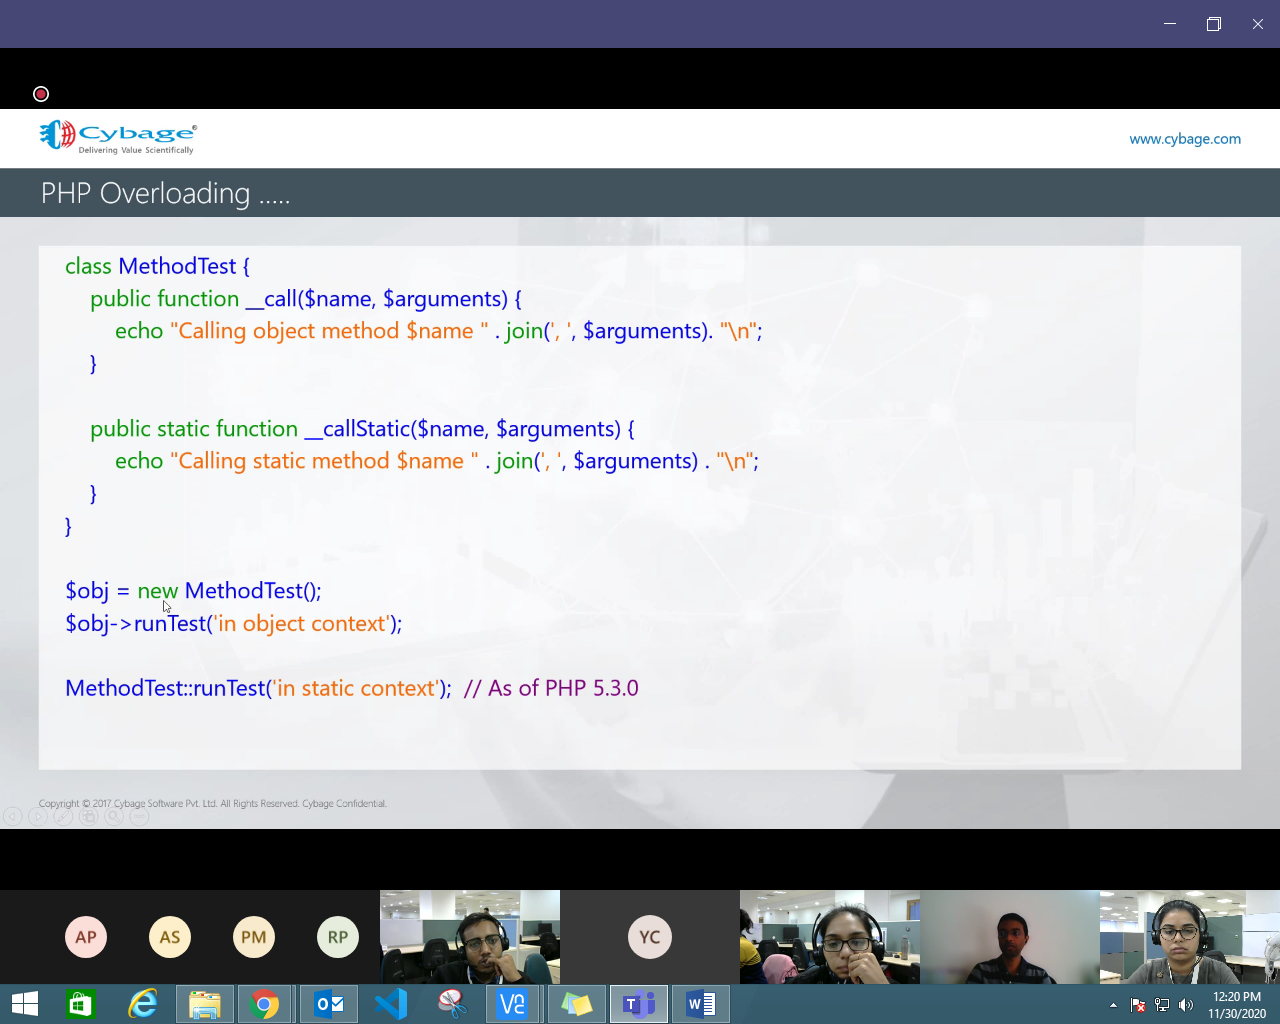 Cybage®
Delivering Value Scientifically
www.cybage.com
PHP Overloading .....
class MethodTest {
public function __call($name, $arguments) {
echo "Calling object method $name " . join(', ', $arguments). "\n";
}
public static function __callStatic($name, $arguments) {
echo "Calling static method $name " . join(', ', $arguments) . "\n";
}
}
$obj = new MethodTest();
$obj->runTest('in object context');
MethodTest::runTest('in static context'); // As of PHP 5.3.0
Copyright © 2017 Cybage Software Pvt. Ltd. All Rights Reserved. Cybage Confidential.
AP
AS
PM
RP
YC
12:20 PM
11/30/2020